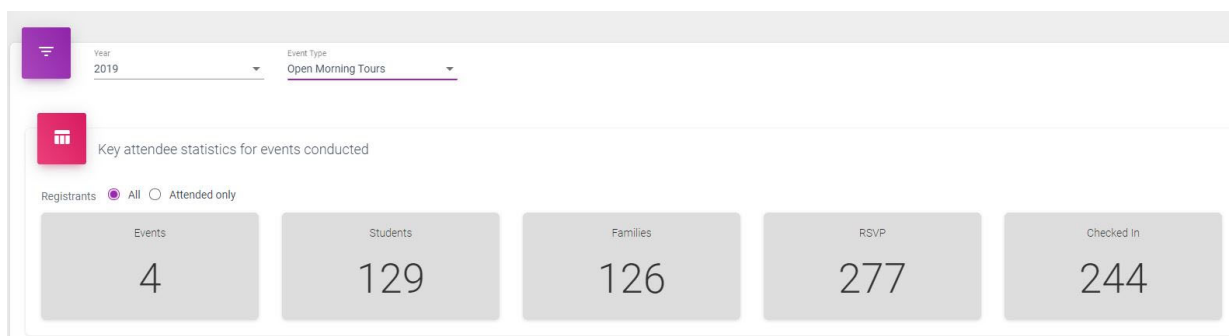 Year Event Type
2019 Open Morning Tours
Key attendee statistics for events conducted
Registrants All Attended only
Events Students Families RSVP Checked In
4 129 126 277 244